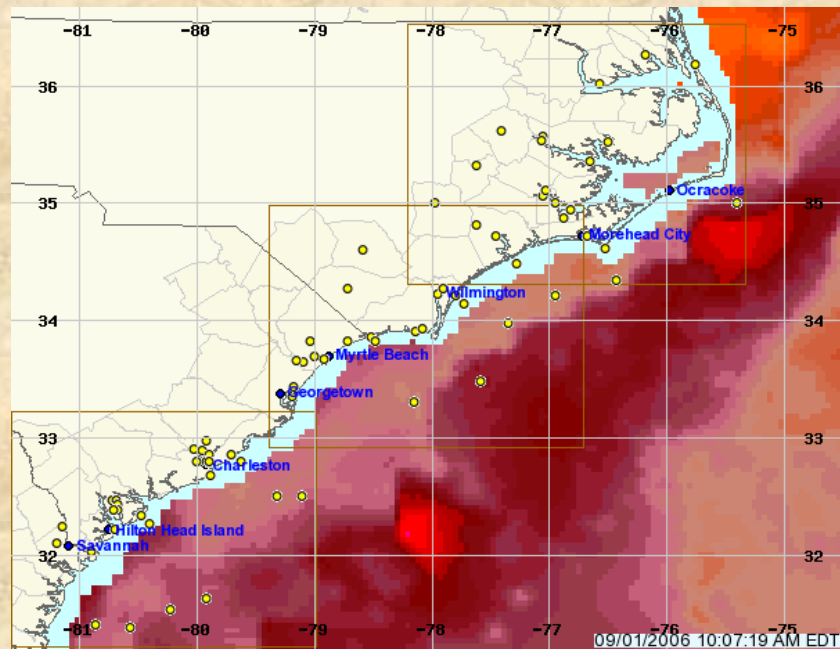 -81 -80 -79 -78 -77 -76 -75
36 36
35 Ocracoke 35
Morehead City
Wilmington
34 34
Myrtle Beach
Georgetown
33 33
Charleston
Hilton Head Island
32 Savannah 32
-81 -80 -79 -78 -77 -76 -75
09/01/2006 10:07:19 AM EDT